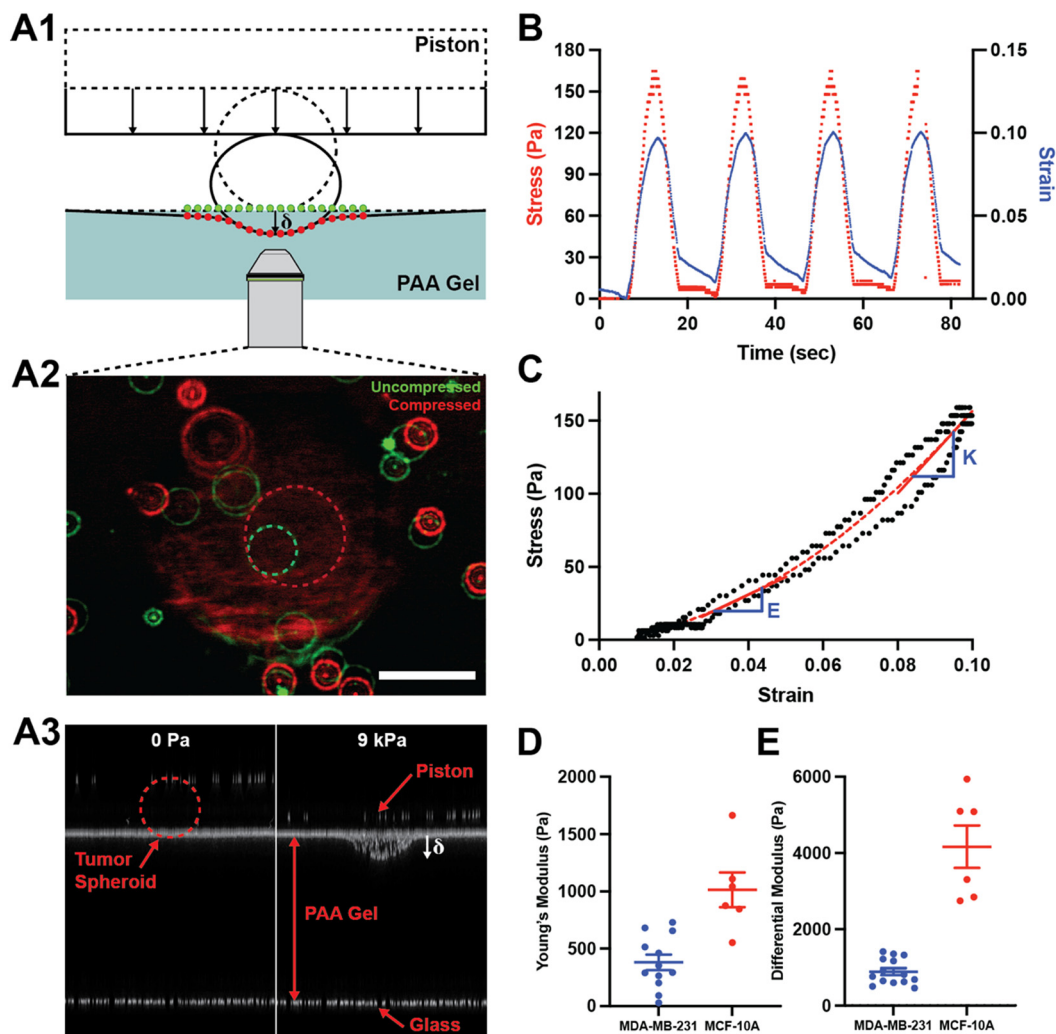 A1
Piston
δ
PAA Gel
A2
Uncompressed
Compressed
A3
0 Pa
9 kPa
Piston
δ
Tumor
Spheroid
PAA Gel
Glass
B
180
150
120
90
60
30
0
Stress (Pa)
0.15
0.10
0.05
0.00
Strain
0
20
40
60
80
Time (sec)
C
150
100
50
0
Stress (Pa)
K
E
0.00
0.02
0.04
0.06
0.08
0.10
Strain
D
2000
1500
1000
500
0
Young's Modulus (Pa)
MDA-MB-231
MCF-10A
E
6000
4000
2000
0
Differential Modulus (Pa)
MDA-MB-231
MCF-10A